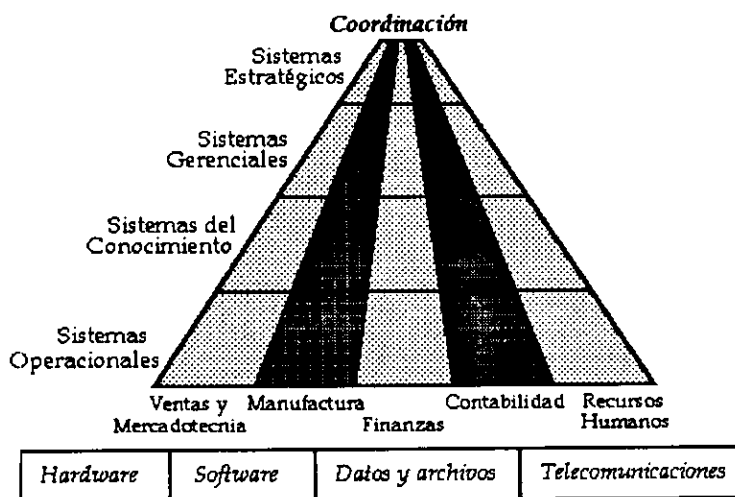 Coordinación
Sistemas
Estratégicos
Sistemas
Gerenciales
Sistemas del
Conocimiento
Sistemas
Operacionales
Ventas y
Mercadotecnia
Manufactura
Finanzas
Contabilidad
Recursos
Humanos
Hardware
Software
Datos y archivos
Telecomunicaciones